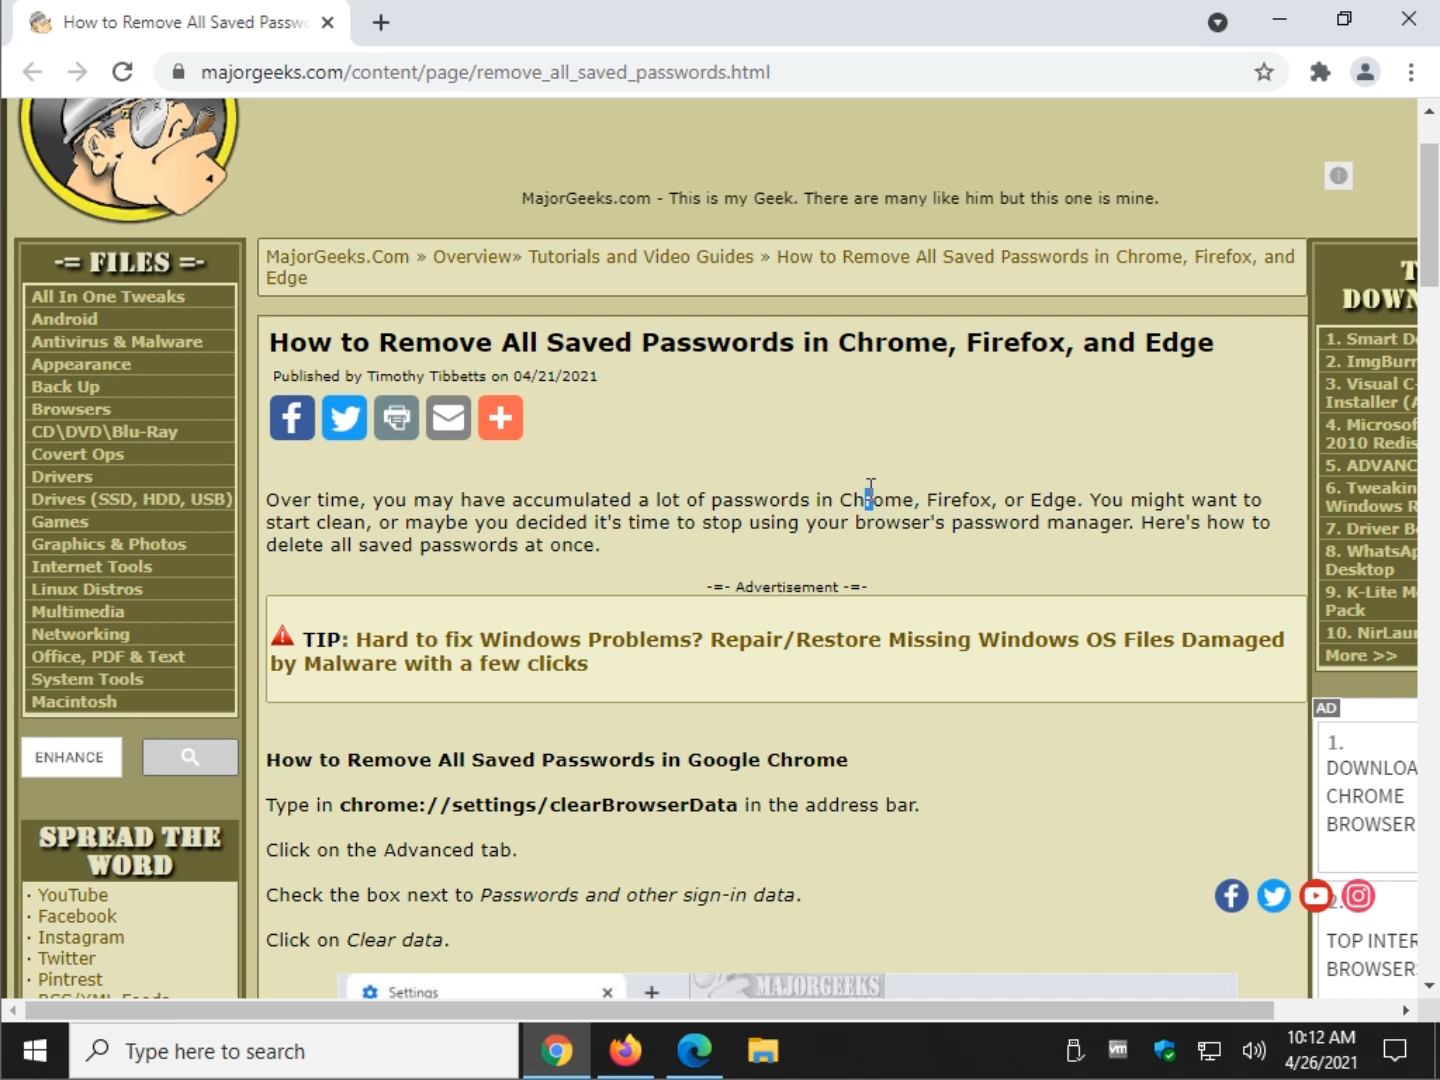 How to Remove All Saved Passwo
majorgeeks.com/content/page/remove_all_saved_passwords.html
MajorGeeks.com - This is my Geek. There are many like him but this one is mine.
-= FILES =-
All In One Tweaks
Android
Antivirus & Malware
Appearance
Back Up
Browsers
CD\DVD\Blu-Ray
Covert Ops
Drivers
Drives (SSD, HDD, USB)
Games
Graphics & Photos
Internet Tools
Linux Distros
Multimedia
Networking
Office, PDF & Text
System Tools
Macintosh
ENHANCE
SPREAD THE
WORD
· YouTube
· Facebook
· Instagram
· Twitter
· Pintrest
MajorGeeks.Com » Overview» Tutorials and Video Guides » How to Remove All Saved Passwords in Chrome, Firefox, and
Edge
How to Remove All Saved Passwords in Chrome, Firefox, and Edge
Published by Timothy Tibbetts on 04/21/2021
Over time, you may have accumulated a lot of passwords in Chrome, Firefox, or Edge. You might want to
start clean, or maybe you decided it's time to stop using your browser's password manager. Here's how to
delete all saved passwords at once.
-=- Advertisement -=-
TIP: Hard to fix Windows Problems? Repair/Restore Missing Windows OS Files Damaged
by Malware with a few clicks
How to Remove All Saved Passwords in Google Chrome
Type in chrome://settings/clearBrowserData in the address bar.
Click on the Advanced tab.
Check the box next to Passwords and other sign-in data.
Click on Clear data.
Settings
MAJORGEEKS
T
DOWN
1. Smart De
2. ImgBurn
3. Visual C-
Installer (A
4. Microsof
2010 Redis
5. ADVANC
6. Tweakin
Windows R
7. Driver B
8. WhatsAp
Desktop
9. K-Lite M
Pack
10. NirLau
More >>
AD
1.
DOWNLOA
CHROME
BROWSER
2.
TOP INTER
BROWSERS
Type here to search
vm
10:12 AM
4/26/2021